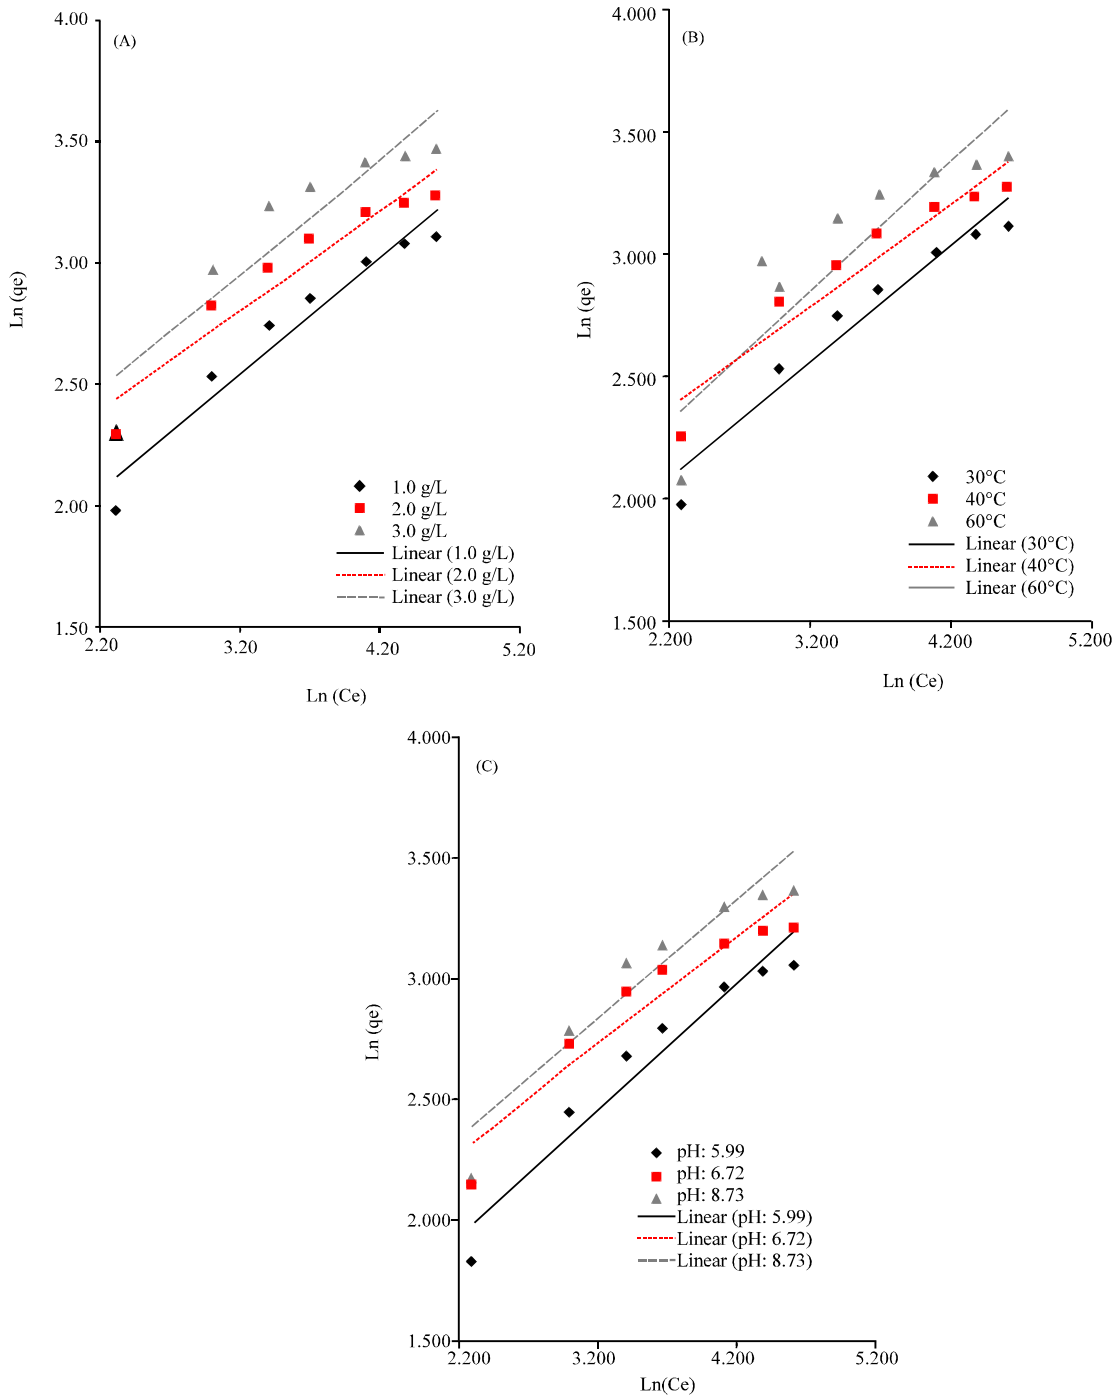 4.00
(A)
3.50
3.00
2.50
2.00
1.50
Ln (qe)
1.0 g/L
2.0 g/L
3.0 g/L
Linear (1.0 g/L)
Linear (2.0 g/L)
Linear (3.0 g/L)
2.20 3.20 4.20 5.20
Ln (Ce)
4.000
(B)
3.500
3.000
2.500
2.000
1.500
Ln (qe)
30°C
40°C
60°C
Linear (30°C)
Linear (40°C)
Linear (60°C)
2.200 3.200 4.200 5.200
Ln (Ce)
4.000
(C)
3.500
3.000
2.500
2.000
1.500
Ln (qe)
pH: 5.99
pH: 6.72
pH: 8.73
Linear (pH: 5.99)
Linear (pH: 6.72)
Linear (pH: 8.73)
2.200 3.200 4.200 5.200
Ln(Ce)